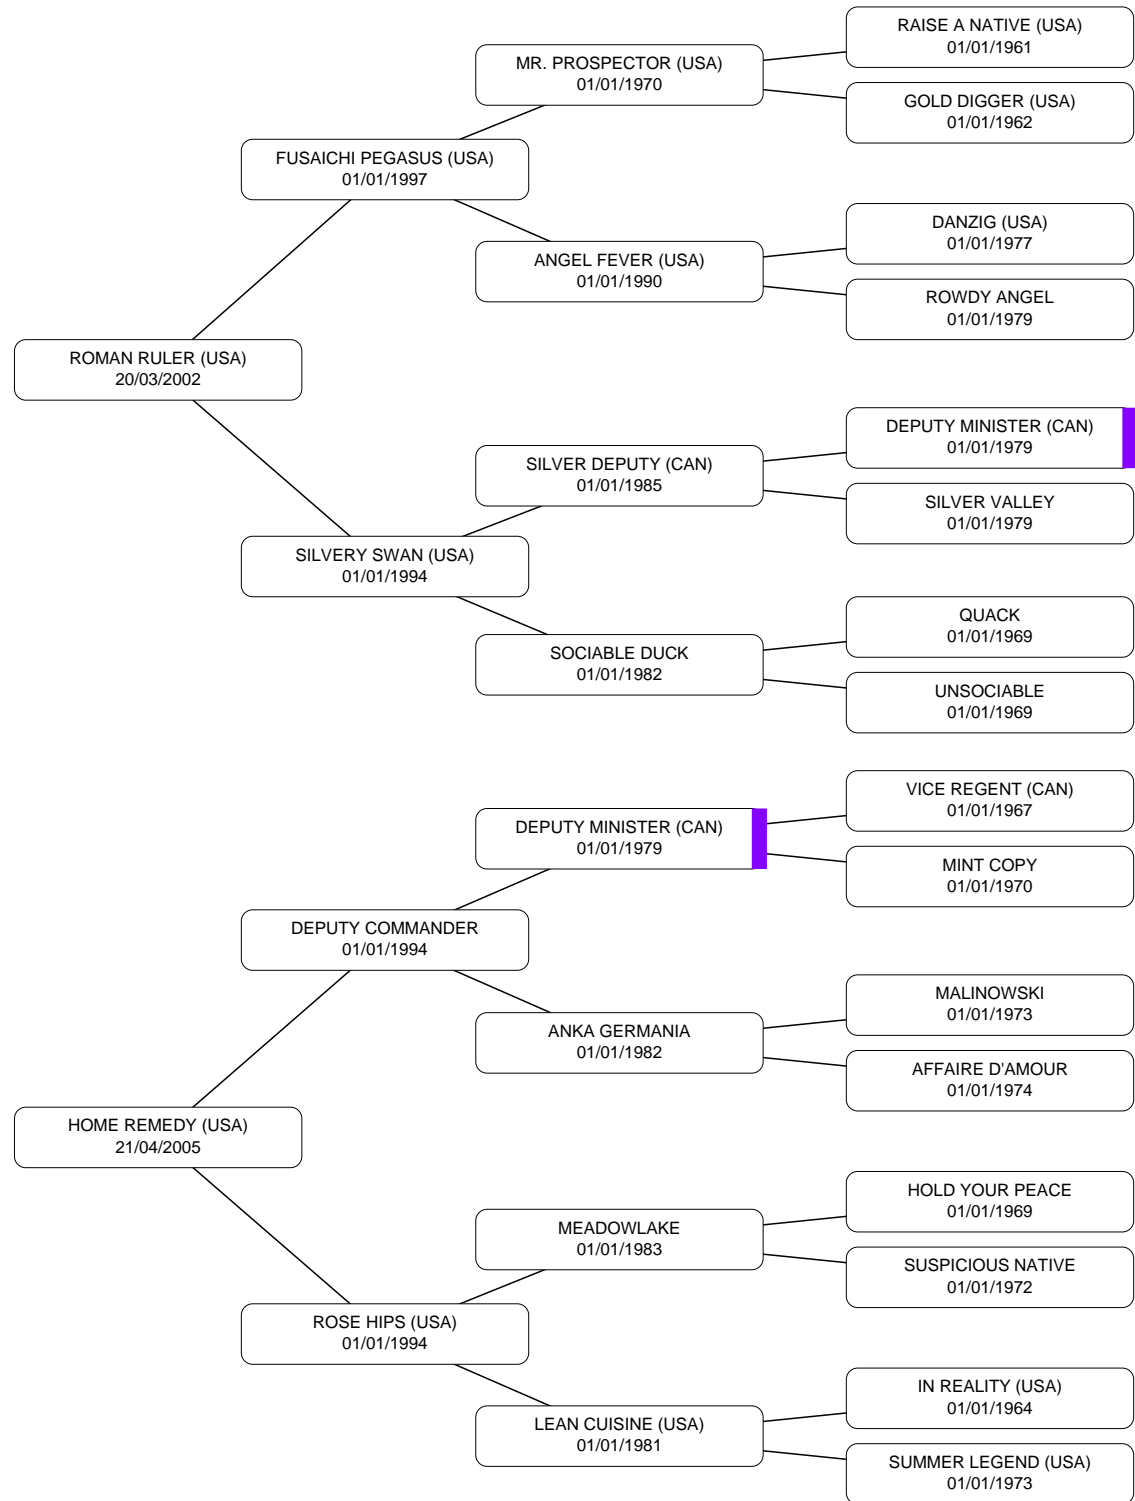 RAISE A NATIVE (USA)
01/01/1961
MR. PROSPECTOR (USA)
01/01/1970
GOLD DIGGER (USA)
01/01/1962
FUSAICHI PEGASUS (USA)
01/01/1997
DANZIG (USA)
01/01/1977
ANGEL FEVER (USA)
01/01/1990
ROWDY ANGEL
01/01/1979
ROMAN RULER (USA)
20/03/2002
DEPUTY MINISTER (CAN)
01/01/1979
SILVER DEPUTY (CAN)
01/01/1985
SILVER VALLEY
01/01/1979
SILVERY SWAN (USA)
01/01/1994
QUACK
01/01/1969
SOCIABLE DUCK
01/01/1982
UNSOCIABLE
01/01/1969
VICE REGENT (CAN)
01/01/1967
DEPUTY MINISTER (CAN)
01/01/1979
MINT COPY
01/01/1970
DEPUTY COMMANDER
01/01/1994
MALINOWSKI
01/01/1973
ANKA GERMANIA
01/01/1982
AFFAIRE D'AMOUR
01/01/1974
HOME REMEDY (USA)
21/04/2005
HOLD YOUR PEACE
01/01/1969
MEADOWLAKE
01/01/1983
SUSPICIOUS NATIVE
01/01/1972
ROSE HIPS (USA)
01/01/1994
IN REALITY (USA)
01/01/1964
LEAN CUISINE (USA)
01/01/1981
SUMMER LEGEND (USA)
01/01/1973